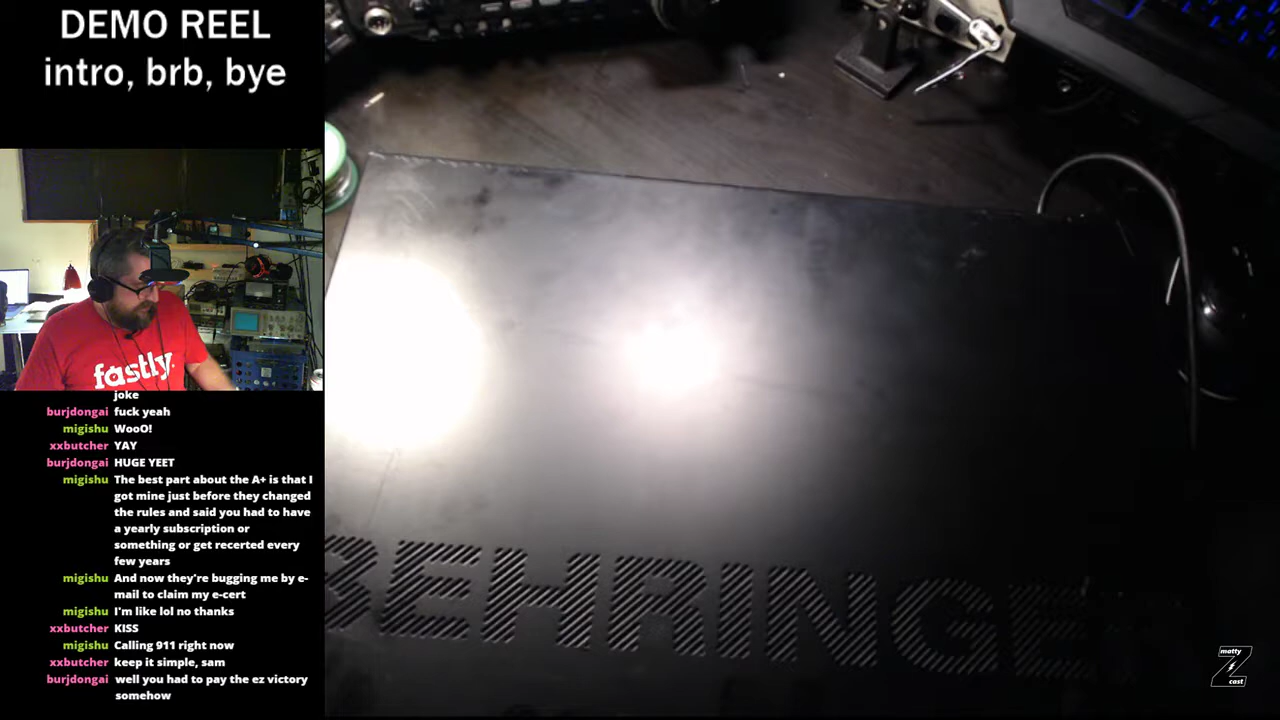 DEMO REEL
intro, brb, bye
fastly.
joke
burjdongai fuck yeah
migishu WooO!
xxbutcher YAY
burjdongai HUGE YEET
migishu The best part about the A+ is that I
got mine just before they changed
the rules and said you had to have
a yearly subscription or
something or get recerted every
few years
migishu And now they're bugging me by e-
mail to claim my e-cert
migishu I'm like lol no thanks
xxbutcher KISS
migishu Calling 911 right now
xxbutcher keep it simple, sam
burjdongai well you had to pay the ez victory
somehow
BEHRINGER
matty
Z
cast